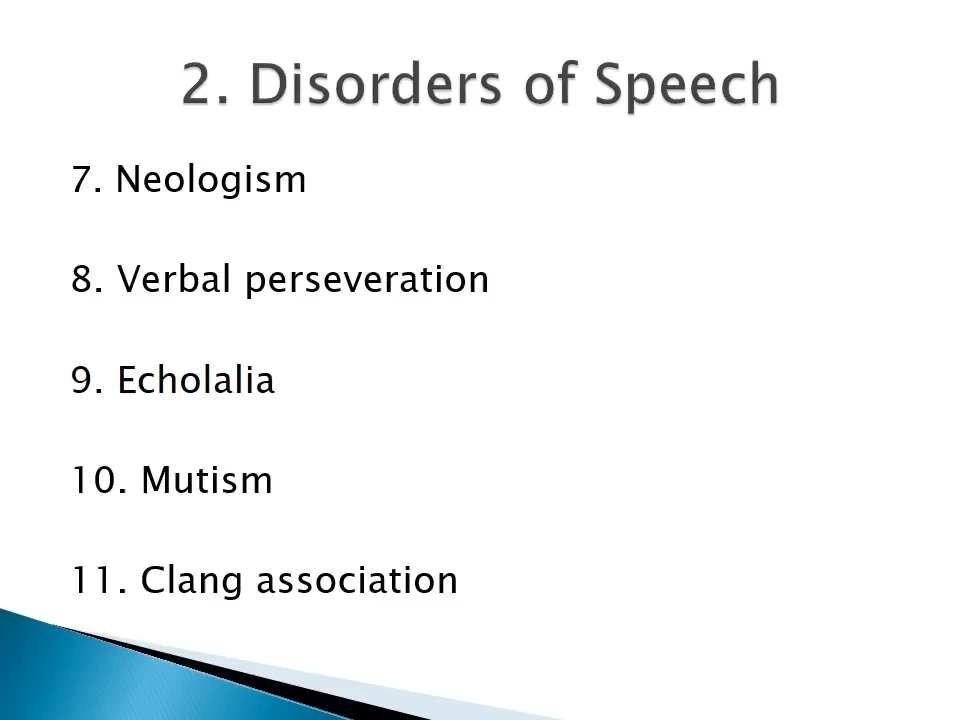 2. Disorders of Speech
7. Neologism
8. Verbal perseveration
9. Echolalia
10. Mutism
11. Clang association